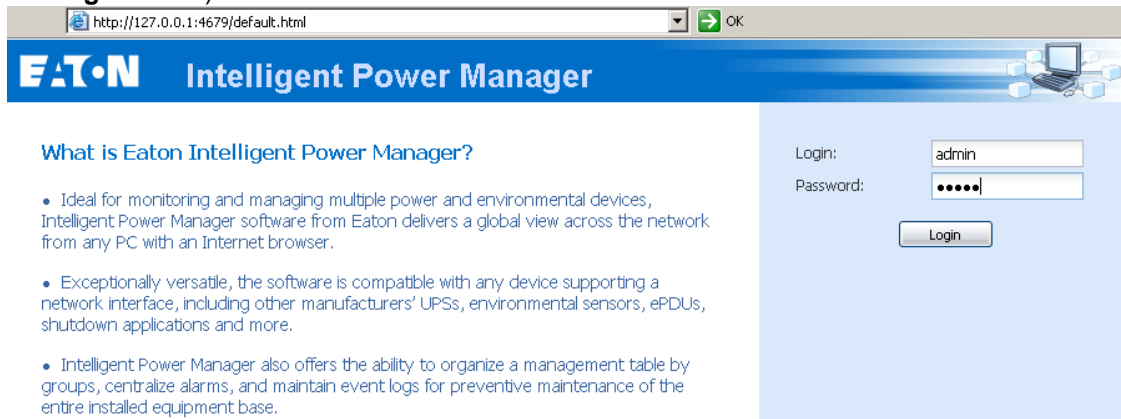 http://127.0.0.1:4679/default.html OK
EATON Intelligent Power Manager
What is Eaton Intelligent Power Manager?
• Ideal for monitoring and managing multiple power and environmental devices,
Intelligent Power Manager software from Eaton delivers a global view across the network
from any PC with an Internet browser.
• Exceptionally versatile, the software is compatible with any device supporting a
network interface, including other manufacturers' UPSs, environmental sensors, ePDUs,
shutdown applications and more.
• Intelligent Power Manager also offers the ability to organize a management table by
groups, centralize alarms, and maintain event logs for preventive maintenance of the
entire installed equipment base.
Login: admin
Password: •••••
Login